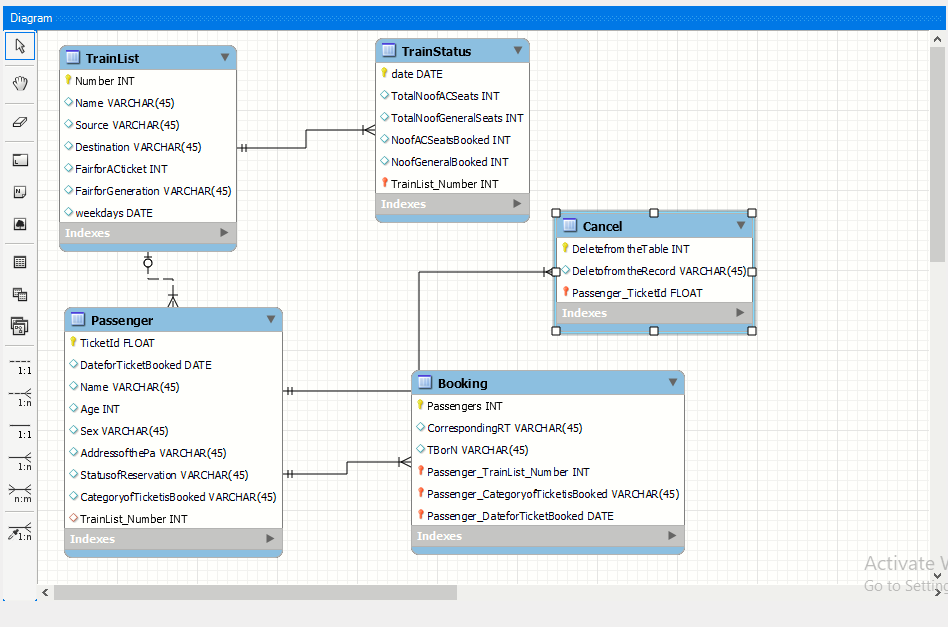 Diagram
TrainList
Number INT
Name VARCHAR(45)
Source VARCHAR(45)
Destination VARCHAR(45)
FairforACticket INT
FairforGeneration VARCHAR(45)
weekdays DATE
Indexes
TrainStatus
date DATE
TotalNoofACSeats INT
TotalNoofGeneralSeats INT
NoofACSeatsBooked INT
NoofGeneralBooked INT
TrainList_Number INT
Indexes
Cancel
DeletefromtheTable INT
DeletofromtheRecord VARCHAR(45)
Passenger_TicketId FLOAT
Indexes
Passenger
TicketId FLOAT
DateforTicketBooked DATE
Name VARCHAR(45)
Age INT
Sex VARCHAR(45)
AddressofthePa VARCHAR(45)
StatusofReservation VARCHAR(45)
CategoryofTicketisBooked VARCHAR(45)
TrainList_Number INT
Indexes
Booking
Passengers INT
CorrespondingRT VARCHAR(45)
TBorN VARCHAR(45)
Passenger_TrainList_Number INT
Passenger_CategoryofTicketisBooked VARCHAR(45)
Passenger_DateforTicketBooked DATE
Indexes
1:1
1:n
1:1
1:n
n:m
1:n
Activate
Go to